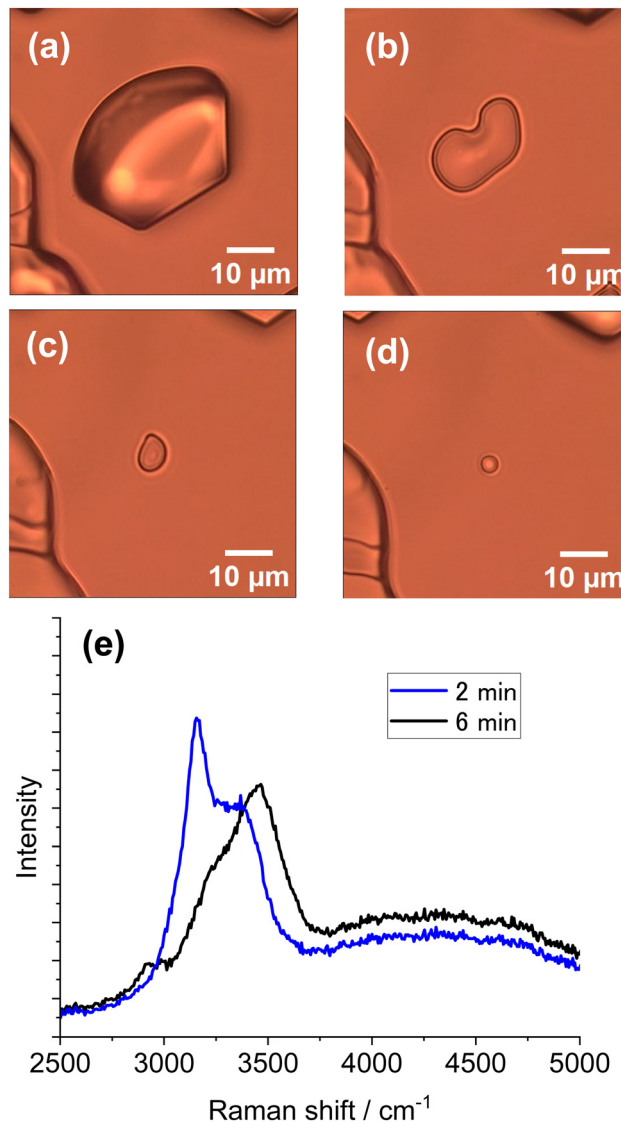 (a)
10 µm
(b)
10 µm
(c)
10 µm
(d)
10 µm
(e)
2 min
6 min
Intensity
2500 3000 3500 4000 4500 5000
Raman shift / cm⁻¹